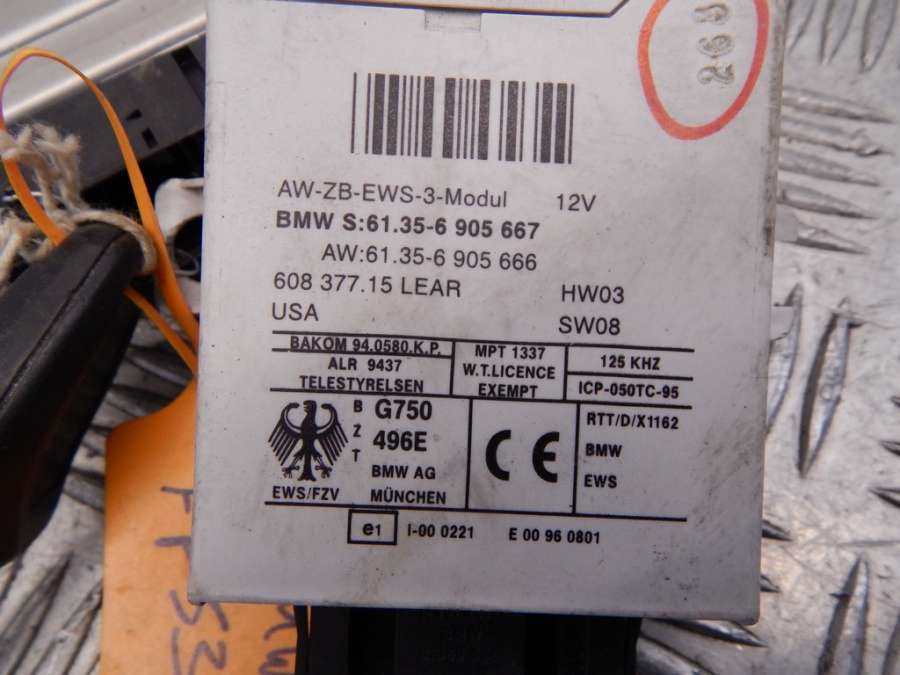 26J
AW-ZB-EWS-3-Modul 12V
BMW S:61.35-6 905 667
AW:61.35-6 905 666
608 377.15 LEAR HW03
USA SW08
BAKOM 94.0580.K.P.
ALR 9437
TELESTYRELSEN
MPT 1337
W.T.LICENCE
EXEMPT
125 KHZ
ICP-050TC-95
BZT
G750
496E
BMW AG
MÜNCHEN
EWS/FZV
CE
RTT/D/X1162
BMW
EWS
e1 I-00 0221 E 00 96 0801